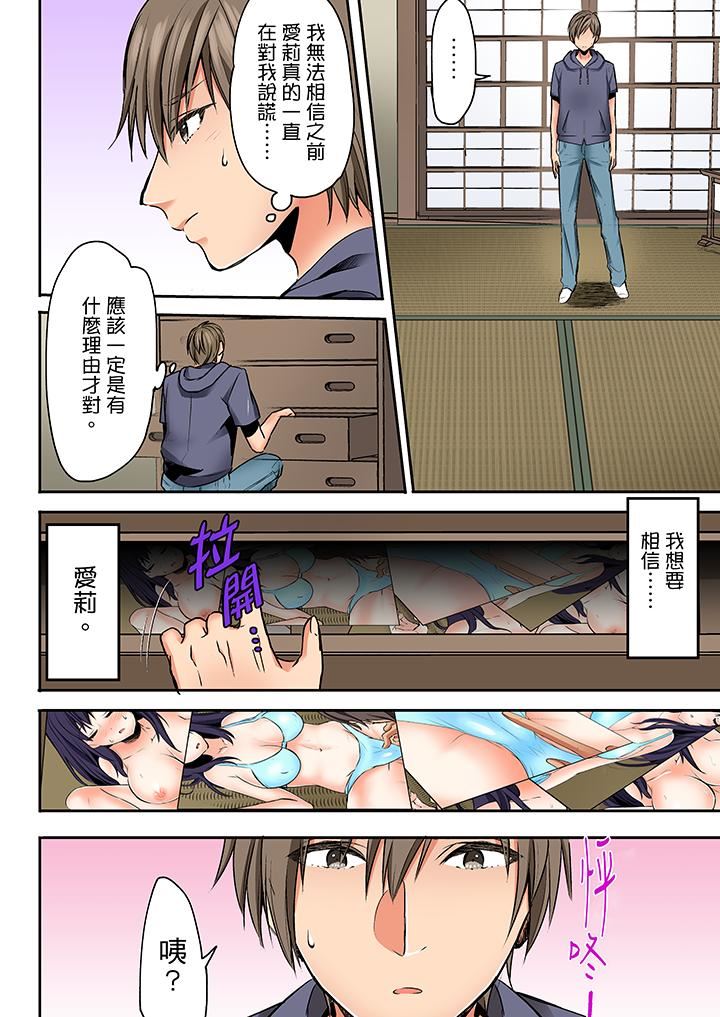 ……
我無法相信之前
愛莉真的一直
在對我說謊……
應該一定是有
什麼理由才對。
我想要
相信……
拉開…
愛莉。
怦咚
咦？